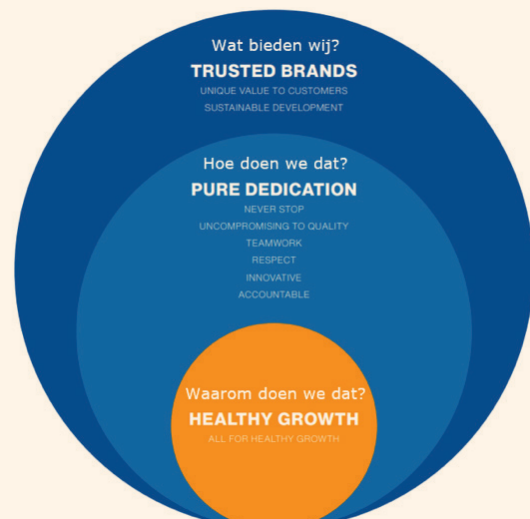 Wat bieden wij?
TRUSTED BRANDS
UNIQUE VALUE TO CUSTOMERS
SUSTAINABLE DEVELOPMENT
Hoe doen we dat?
PURE DEDICATION
NEVER STOP
UNCOMPROMISING TO QUALITY
TEAMWORK
RESPECT
INNOVATIVE
ACCOUNTABLE
Waarom doen we dat?
HEALTHY GROWTH
ALL FOR HEALTHY GROWTH